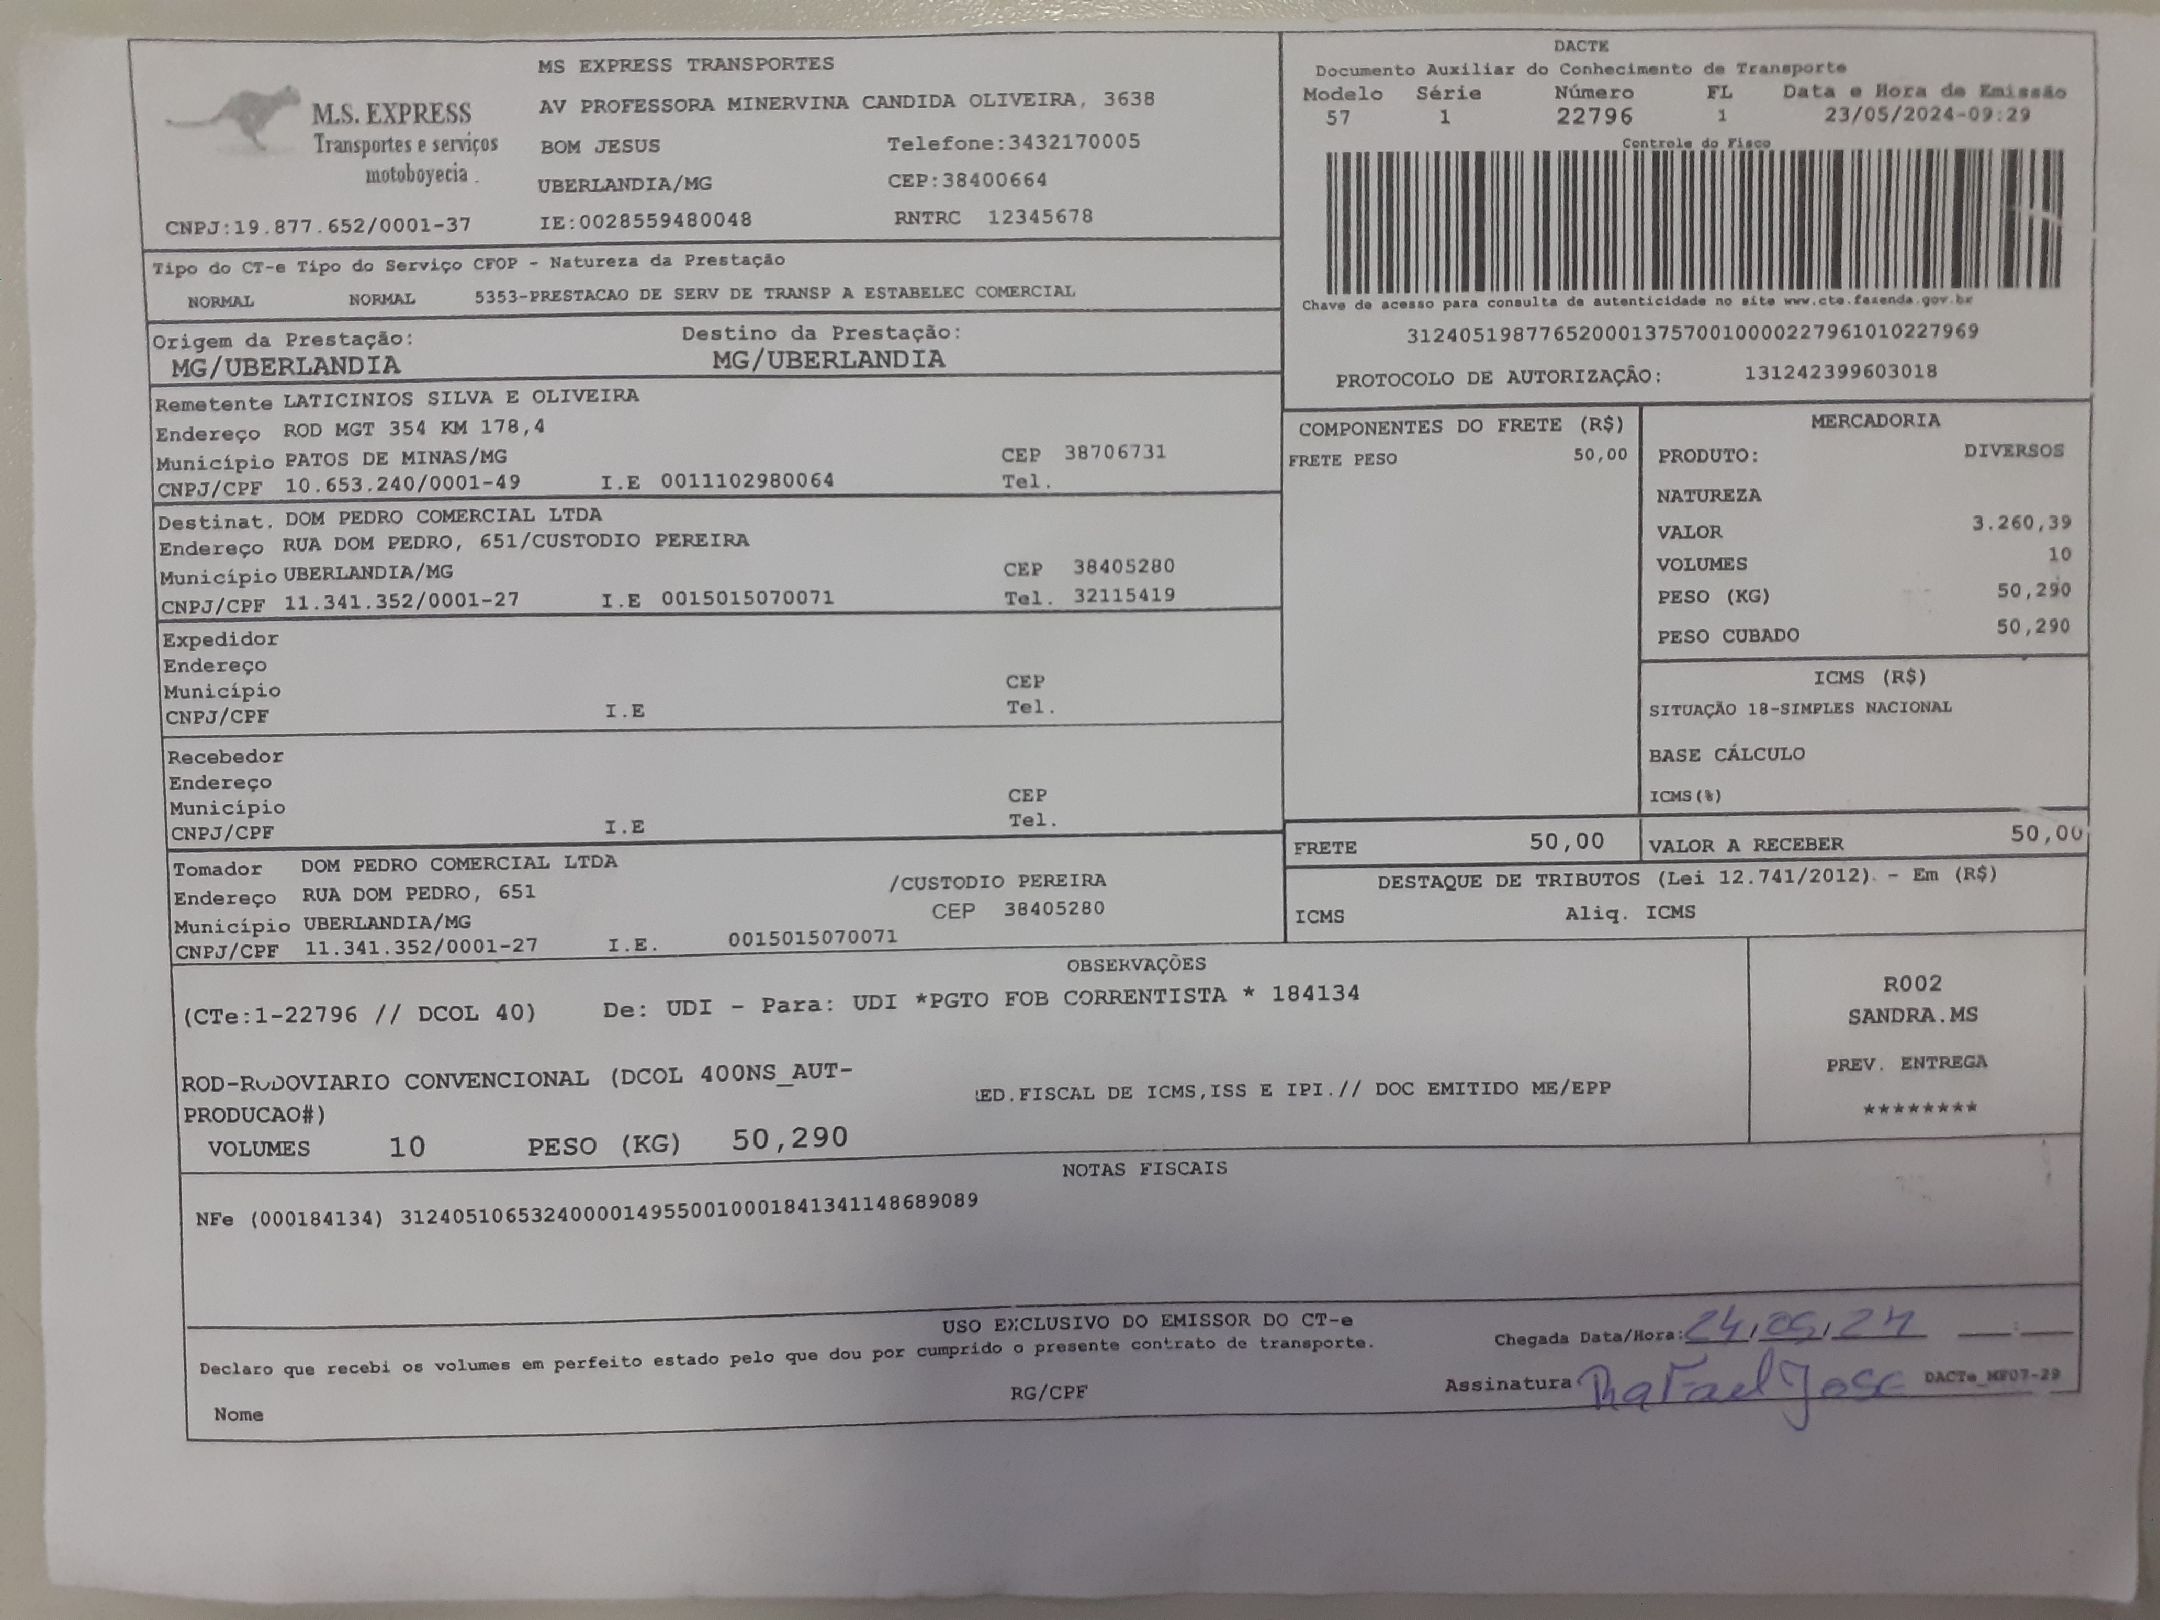 M.S. EXPRESS
Transportes e serviços
motoboyecia .
CNPJ:19.877.652/0001-37
MS EXPRESS TRANSPORTES
AV PROFESSORA MINERVINA CANDIDA OLIVEIRA, 3638
BOM JESUS Telefone:3432170005
UBERLANDIA/MG CEP:38400664
IE:0028559480048 RNTRC 12345678
DACTE
Documento Auxiliar do Conhecimento de Transporte
Modelo Série Número FL Data e Hora de Emissão
57 1 22796 1 23/05/2024-09:29
Controle do Fisco
Chave de acesso para consulta de autenticidade no site www.cte.fazenda.gov.br
31240519877652000137570010000227961010227969
PROTOCOLO DE AUTORIZAÇÃO: 131242399603018
Tipo do CT-e Tipo do Serviço CFOP - Natureza da Prestação
NORMAL NORMAL 5353-PRESTACAO DE SERV DE TRANSP A ESTABELEC COMERCIAL
Origem da Prestação: Destino da Prestação:
MG/UBERLANDIA MG/UBERLANDIA
Remetente LATICINIOS SILVA E OLIVEIRA
Endereço ROD MGT 354 KM 178,4
Município PATOS DE MINAS/MG CEP 38706731
CNPJ/CPF 10.653.240/0001-49 I.E 0011102980064 Tel.
Destinat. DOM PEDRO COMERCIAL LTDA
Endereço RUA DOM PEDRO, 651/CUSTODIO PEREIRA
Município UBERLANDIA/MG CEP 38405280
CNPJ/CPF 11.341.352/0001-27 I.E 0015015070071 Tel. 32115419
Expedidor
Endereço
Município CEP
CNPJ/CPF I.E Tel.
Recebedor
Endereço
Município CEP
CNPJ/CPF I.E Tel.
Tomador DOM PEDRO COMERCIAL LTDA
Endereço RUA DOM PEDRO, 651 /CUSTODIO PEREIRA
Município UBERLANDIA/MG CEP 38405280
CNPJ/CPF 11.341.352/0001-27 I.E. 0015015070071
COMPONENTES DO FRETE (R$)
FRETE PESO 50,00
MERCADORIA
PRODUTO: DIVERSOS
NATUREZA
VALOR 3.260,39
VOLUMES 10
PESO (KG) 50,290
PESO CUBADO 50,290
ICMS (R$)
SITUAÇÃO 18-SIMPLES NACIONAL
BASE CÁLCULO
ICMS(%)
FRETE 50,00 VALOR A RECEBER 50,00
DESTAQUE DE TRIBUTOS (Lei 12.741/2012). - Em (R$)
ICMS Aliq. ICMS
OBSERVAÇÕES
(CTe:1-22796 // DCOL 40) De: UDI - Para: UDI *PGTO FOB CORRENTISTA * 184134
ROD-RODOVIARIO CONVENCIONAL (DCOL 400NS_AUT-
PRODUCAO#)
ED.FISCAL DE ICMS,ISS E IPI.// DOC EMITIDO ME/EPP
VOLUMES 10 PESO (KG) 50,290
R002
SANDRA.MS
PREV. ENTREGA
********
NOTAS FISCAIS
NFe (000184134) 31240510653240000149550010001841341148689089
USO EXCLUSIVO DO EMISSOR DO CT-e
Declaro que recebi os volumes em perfeito estado pelo que dou por cumprido o presente contrato de transporte.
Chegada Data/Hora: 24/05/24 ___:___
Nome RG/CPF Assinatura Rafael Jose DACTe_MF07-29